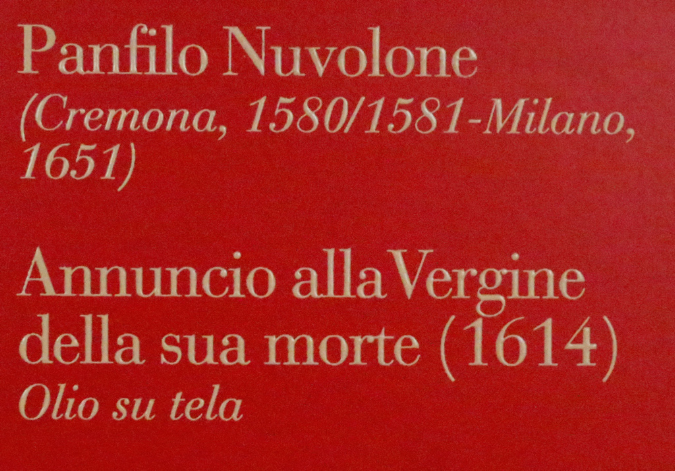 Panfilo Nuvolone
(Cremona, 1580/1581-Milano,
1651)
Annuncio alla Vergine
della sua morte (1614)
Olio su tela